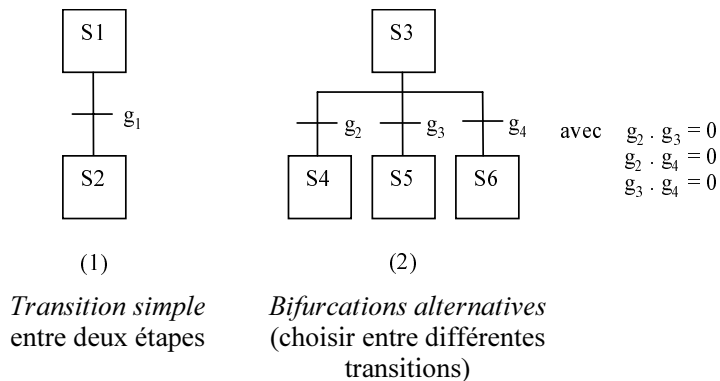 S1
g1
S2
(1)
Transition simple
entre deux étapes
S3
g2
g3
g4
S4
S5
S6
avec g2 . g3 = 0
g2 . g4 = 0
g3 . g4 = 0
(2)
Bifurcations alternatives
(choisir entre différentes
transitions)